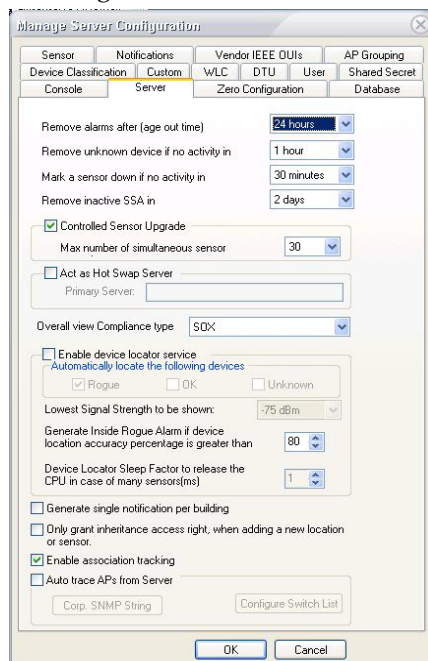 Manage Server Configuration
Sensor Notifications Vendor IEEE OUIs AP Grouping
Device Classification Custom WLC DTU User Shared Secret
Console Server Zero Configuration Database
Remove alarms after (age out time) 24 hours
Remove unknown device if no activity in 1 hour
Mark a sensor down if no activity in 30 minutes
Remove inactive SSA in 2 days
Controlled Sensor Upgrade
Max number of simultaneous sensor 30
Act as Hot Swap Server
Primary Server:
Overall view Compliance type SOX
Enable device locator service
Automatically locate the following devices
Rogue OK Unknown
Lowest Signal Strength to be shown: -75 dBm
Generate Inside Rogue Alarm if device
location accuracy percentage is greater than 80
Device Locator Sleep Factor to release the
CPU in case of many sensors(ms) 1
Generate single notification per building
Only grant inheritance access right, when adding a new location
or sensor.
Enable association tracking
Auto trace APs from Server
Corp. SNMP String Configure Switch List
OK Cancel